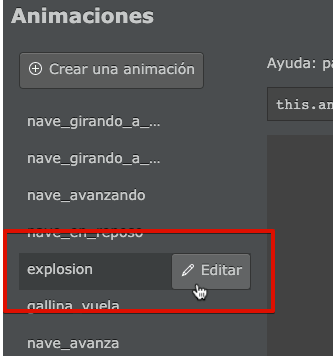 Animaciones
Crear una animación
Ayuda: pa
this.an
nave_girando_a_...
nave_girando_a_...
nave_avanzando
nave_en_reposo
explosion
Editar
gallina_vuela
nave_avanza